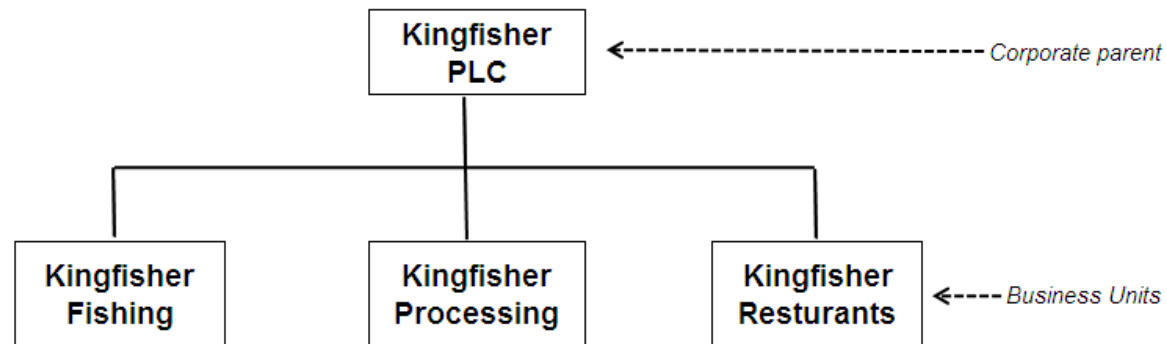 Kingfisher
PLC
Corporate parent
Kingfisher
Fishing
Kingfisher
Processing
Kingfisher
Resturants
Business Units